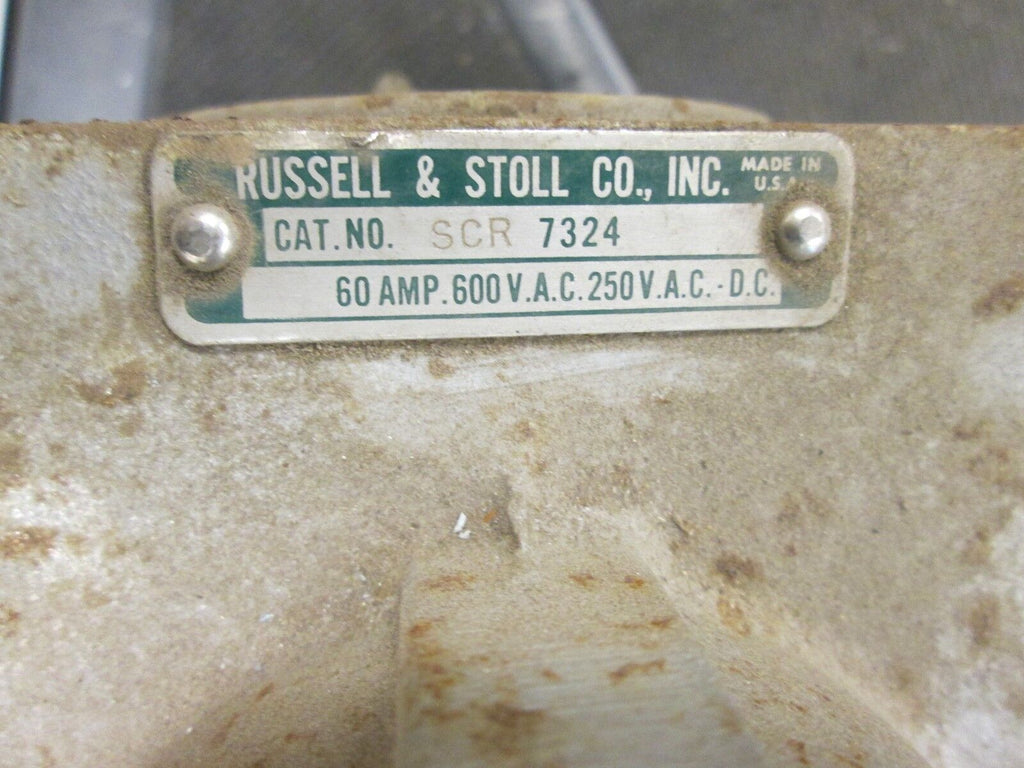 RUSSELL & STOLL CO., INC. MADE IN U.S.A.
CAT. NO. SCR 7324
60 AMP. 600 V.A.C. 250 V.A.C.-D.C.